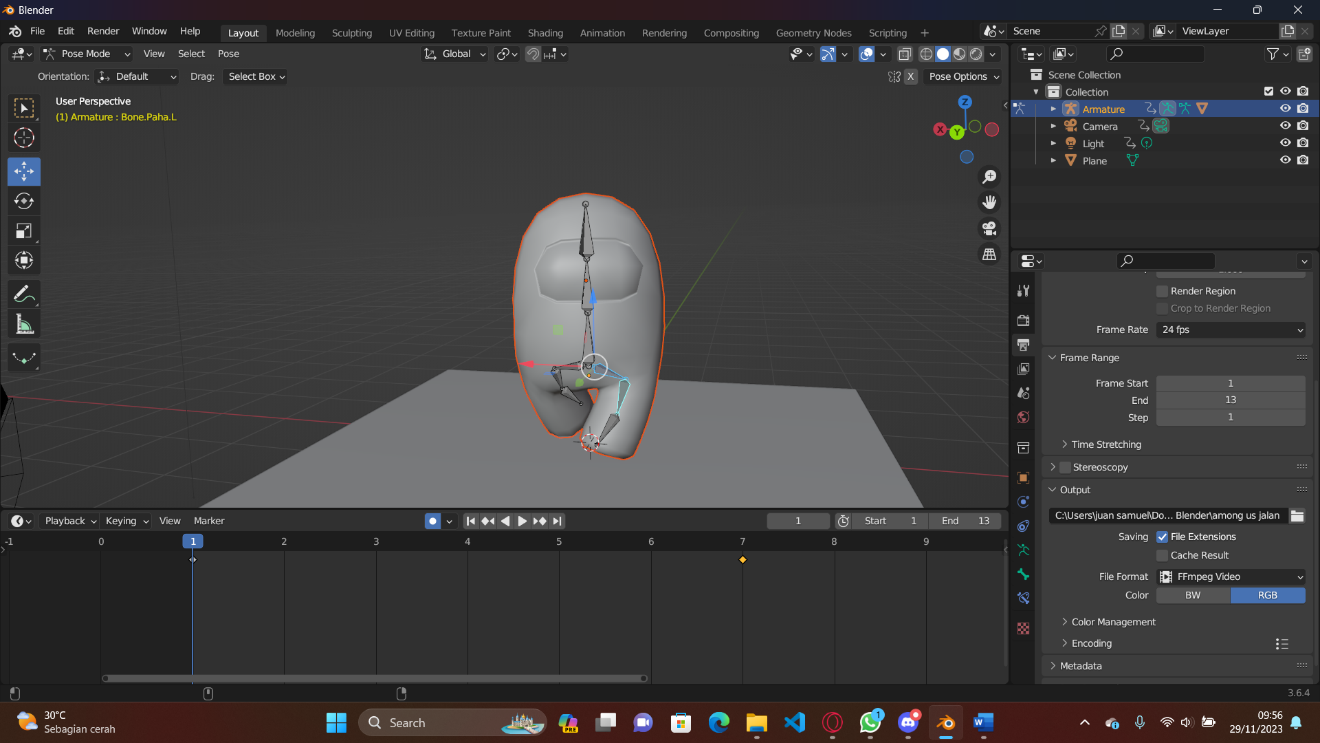 Blender
File Edit Render Window Help
Layout Modeling Sculpting UV Editing Texture Paint Shading Animation Rendering Compositing Geometry Nodes Scripting +
Scene
ViewLayer
Pose Mode View Select Pose
Global
Orientation: Default Drag: Select Box
X Pose Options
User Perspective
(1) Armature : Bone.Paha.L
Z
X
Y
Scene Collection
Collection
Armature
Camera
Light
Plane
Render Region
Crop to Render Region
Frame Rate 24 fps
Frame Range
Frame Start 1
End 13
Step 1
Time Stretching
Stereoscopy
Output
C:\Users\juan samuel\Do... Blender\among us jalan
Saving File Extensions
Cache Result
File Format FFmpeg Video
Color BW RGB
Color Management
Encoding
Metadata
Playback Keying View Marker
1 Start 1 End 13
-1 0 1 2 3 4 5 6 7 8 9
3.6.4
30°C
Sebagian cerah
Search
PRE
1
09:56
29/11/2023